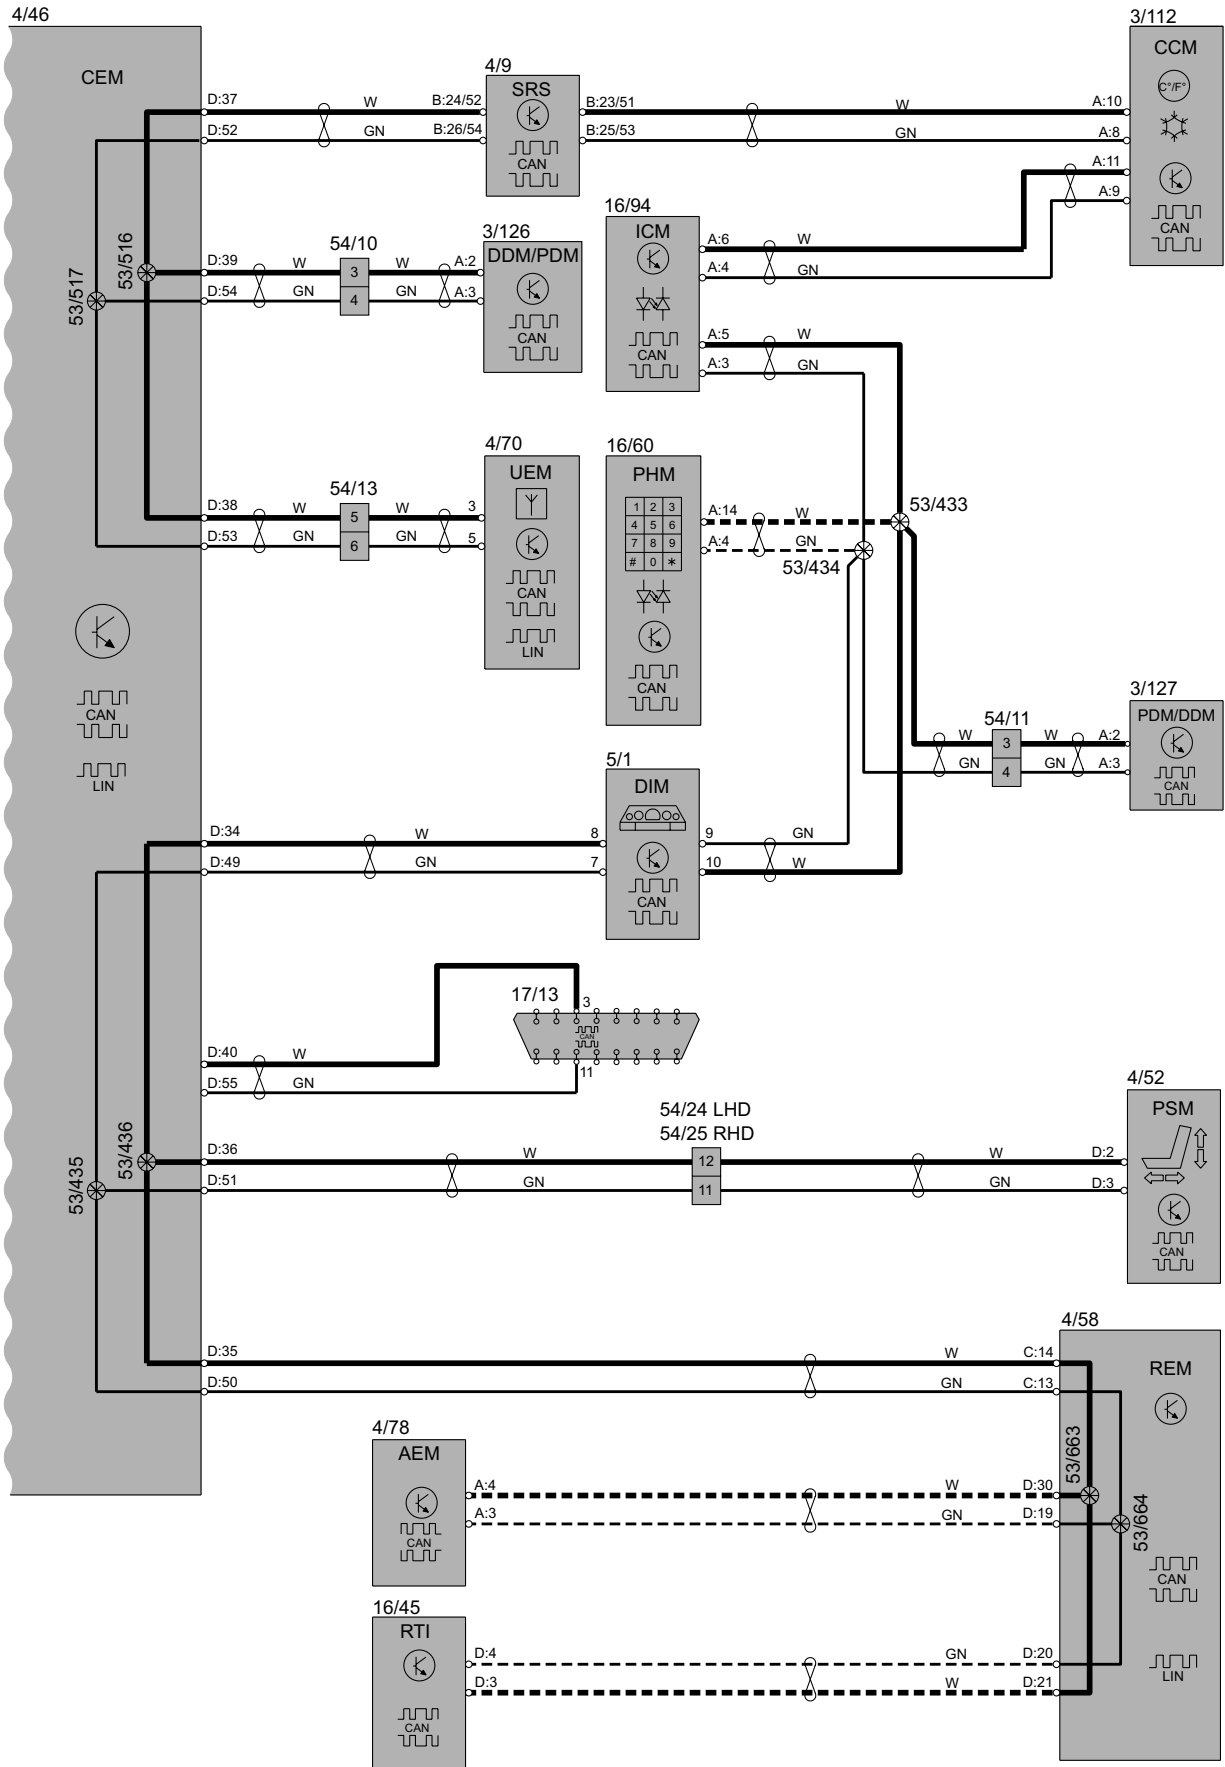 4/46
CEM
D:37
W
B:24/52
D:52
GN
B:26/54
4/9
SRS
CAN
B:23/51
W
A:10
B:25/53
GN
A:8
3/112
CCM
C°/F°
A:11
A:9
CAN
53/516
53/517
D:39
W
54/10
3
W
A:2
D:54
GN
4
GN
A:3
3/126
DDM/PDM
CAN
16/94
ICM
A:6
W
A:4
GN
CAN
A:5
W
A:3
GN
D:38
W
54/13
5
W
3
D:53
GN
6
GN
5
4/70
UEM
CAN
LIN
16/60
PHM
1 2 3
4 5 6
7 8 9
# 0 *
CAN
A:14
W
A:4
GN
53/433
53/434
CAN
LIN
54/11
W
3
W
A:2
GN
4
GN
A:3
3/127
PDM/DDM
CAN
5/1
DIM
CAN
D:34
W
8
D:49
GN
7
9
GN
10
W
17/13
3
CAN
11
D:40
W
D:55
GN
53/436
53/435
54/24 LHD
54/25 RHD
D:36
W
12
W
D:2
D:51
GN
11
GN
D:3
4/52
PSM
CAN
4/58
REM
D:35
W
C:14
D:50
GN
C:13
53/663
53/664
CAN
LIN
4/78
AEM
CAN
A:4
W
D:30
A:3
GN
D:19
16/45
RTI
CAN
D:4
GN
D:20
D:3
W
D:21